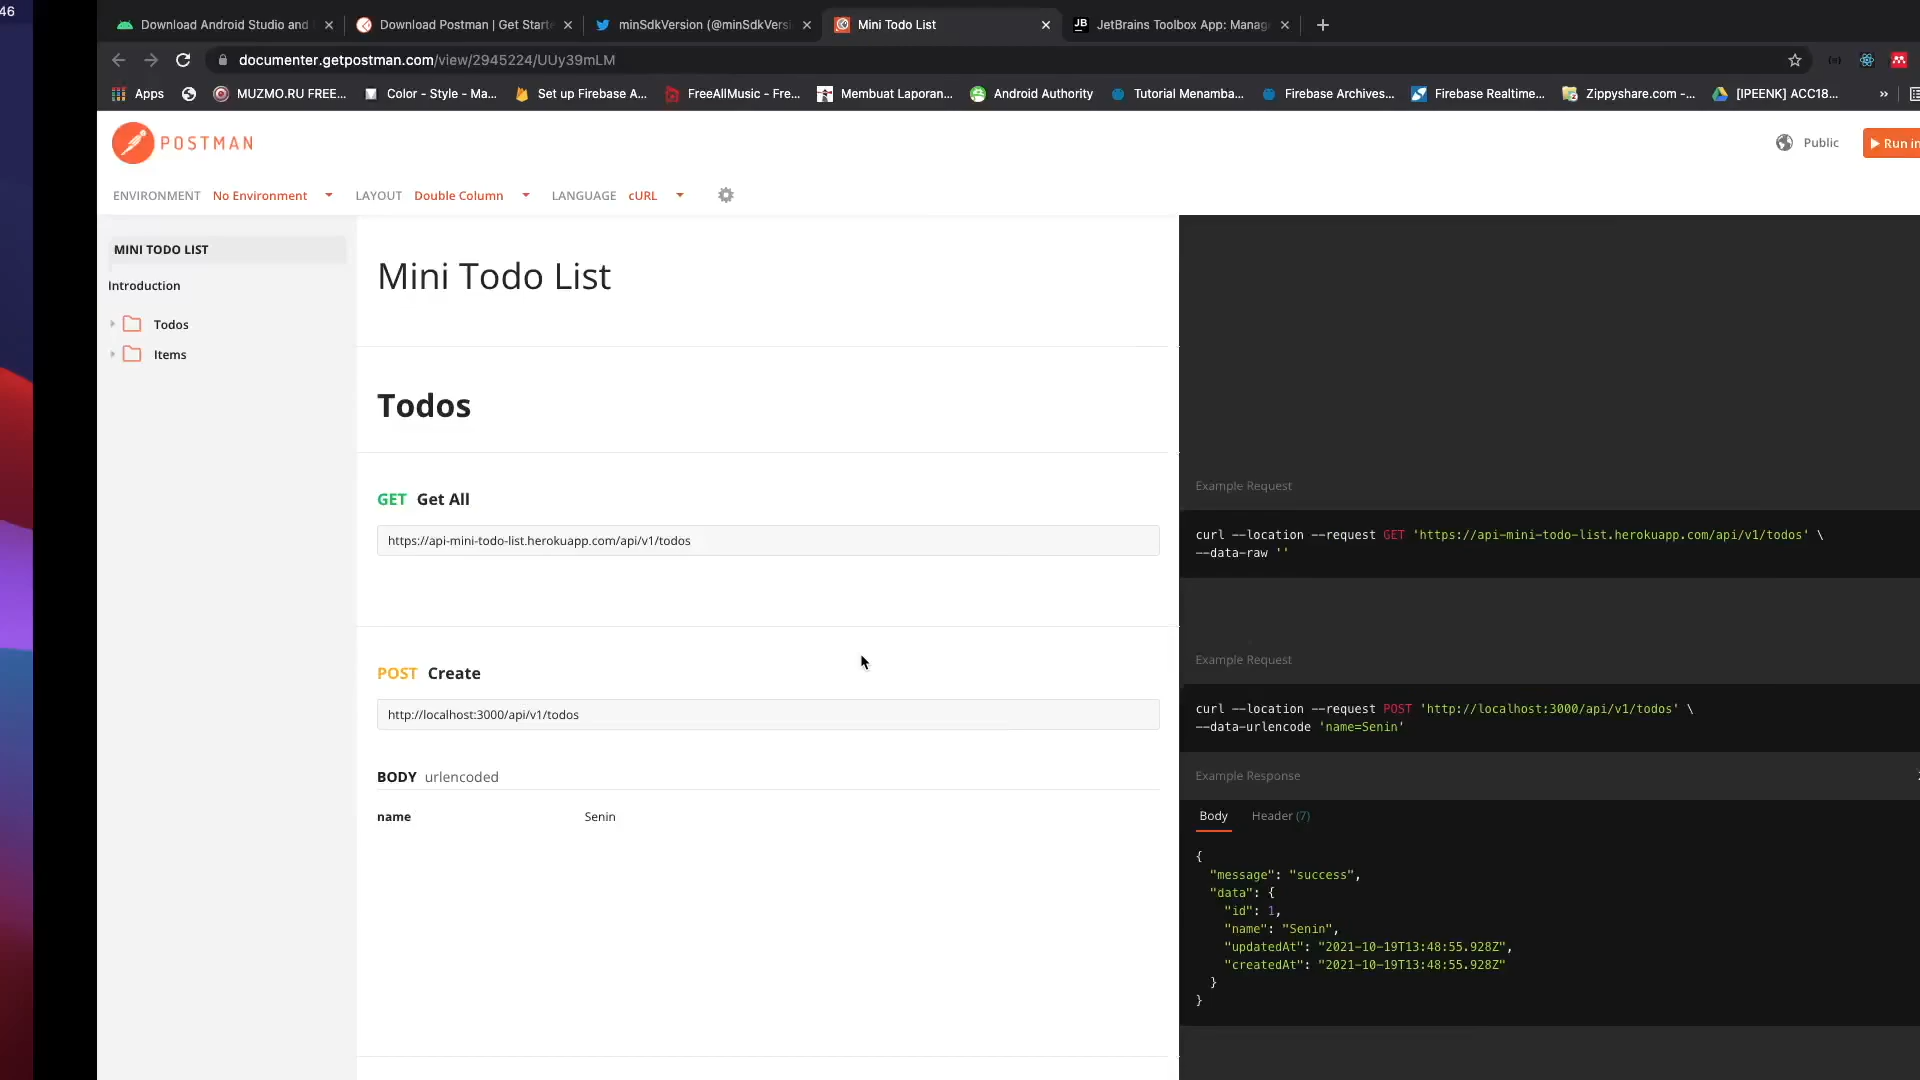 46
Download Android Studio and
Download Postman | Get Start
minSdkVersion (@minSdkVersi
Mini Todo List
JetBrains Toolbox App: Manag
documenter.getpostman.com/view/2945224/UUy39mLM
Apps
MUZMO.RU FREE...
Color - Style - Ma...
Set up Firebase A...
FreeAllMusic - Fre...
Membuat Laporan...
Android Authority
Tutorial Menamba...
Firebase Archives...
Firebase Realtime...
Zippyshare.com -...
[IPEENK] ACC18...
»
POSTMAN
Public
Run in
ENVIRONMENT No Environment
LAYOUT Double Column
LANGUAGE cURL
MINI TODO LIST
Introduction
Todos
Items
Mini Todo List
Todos
GET Get All
https://api-mini-todo-list.herokuapp.com/api/v1/todos
Example Request
curl --location --request GET 'https://api-mini-todo-list.herokuapp.com/api/v1/todos' \
--data-raw ''
POST Create
http://localhost:3000/api/v1/todos
BODY urlencoded
name Senin
Example Request
curl --location --request POST 'http://localhost:3000/api/v1/todos' \
--data-urlencode 'name=Senin'
Example Response
Body Header (7)
{
"message": "success",
"data": {
"id": 1,
"name": "Senin",
"updatedAt": "2021-10-19T13:48:55.928Z",
"createdAt": "2021-10-19T13:48:55.928Z"
}
}